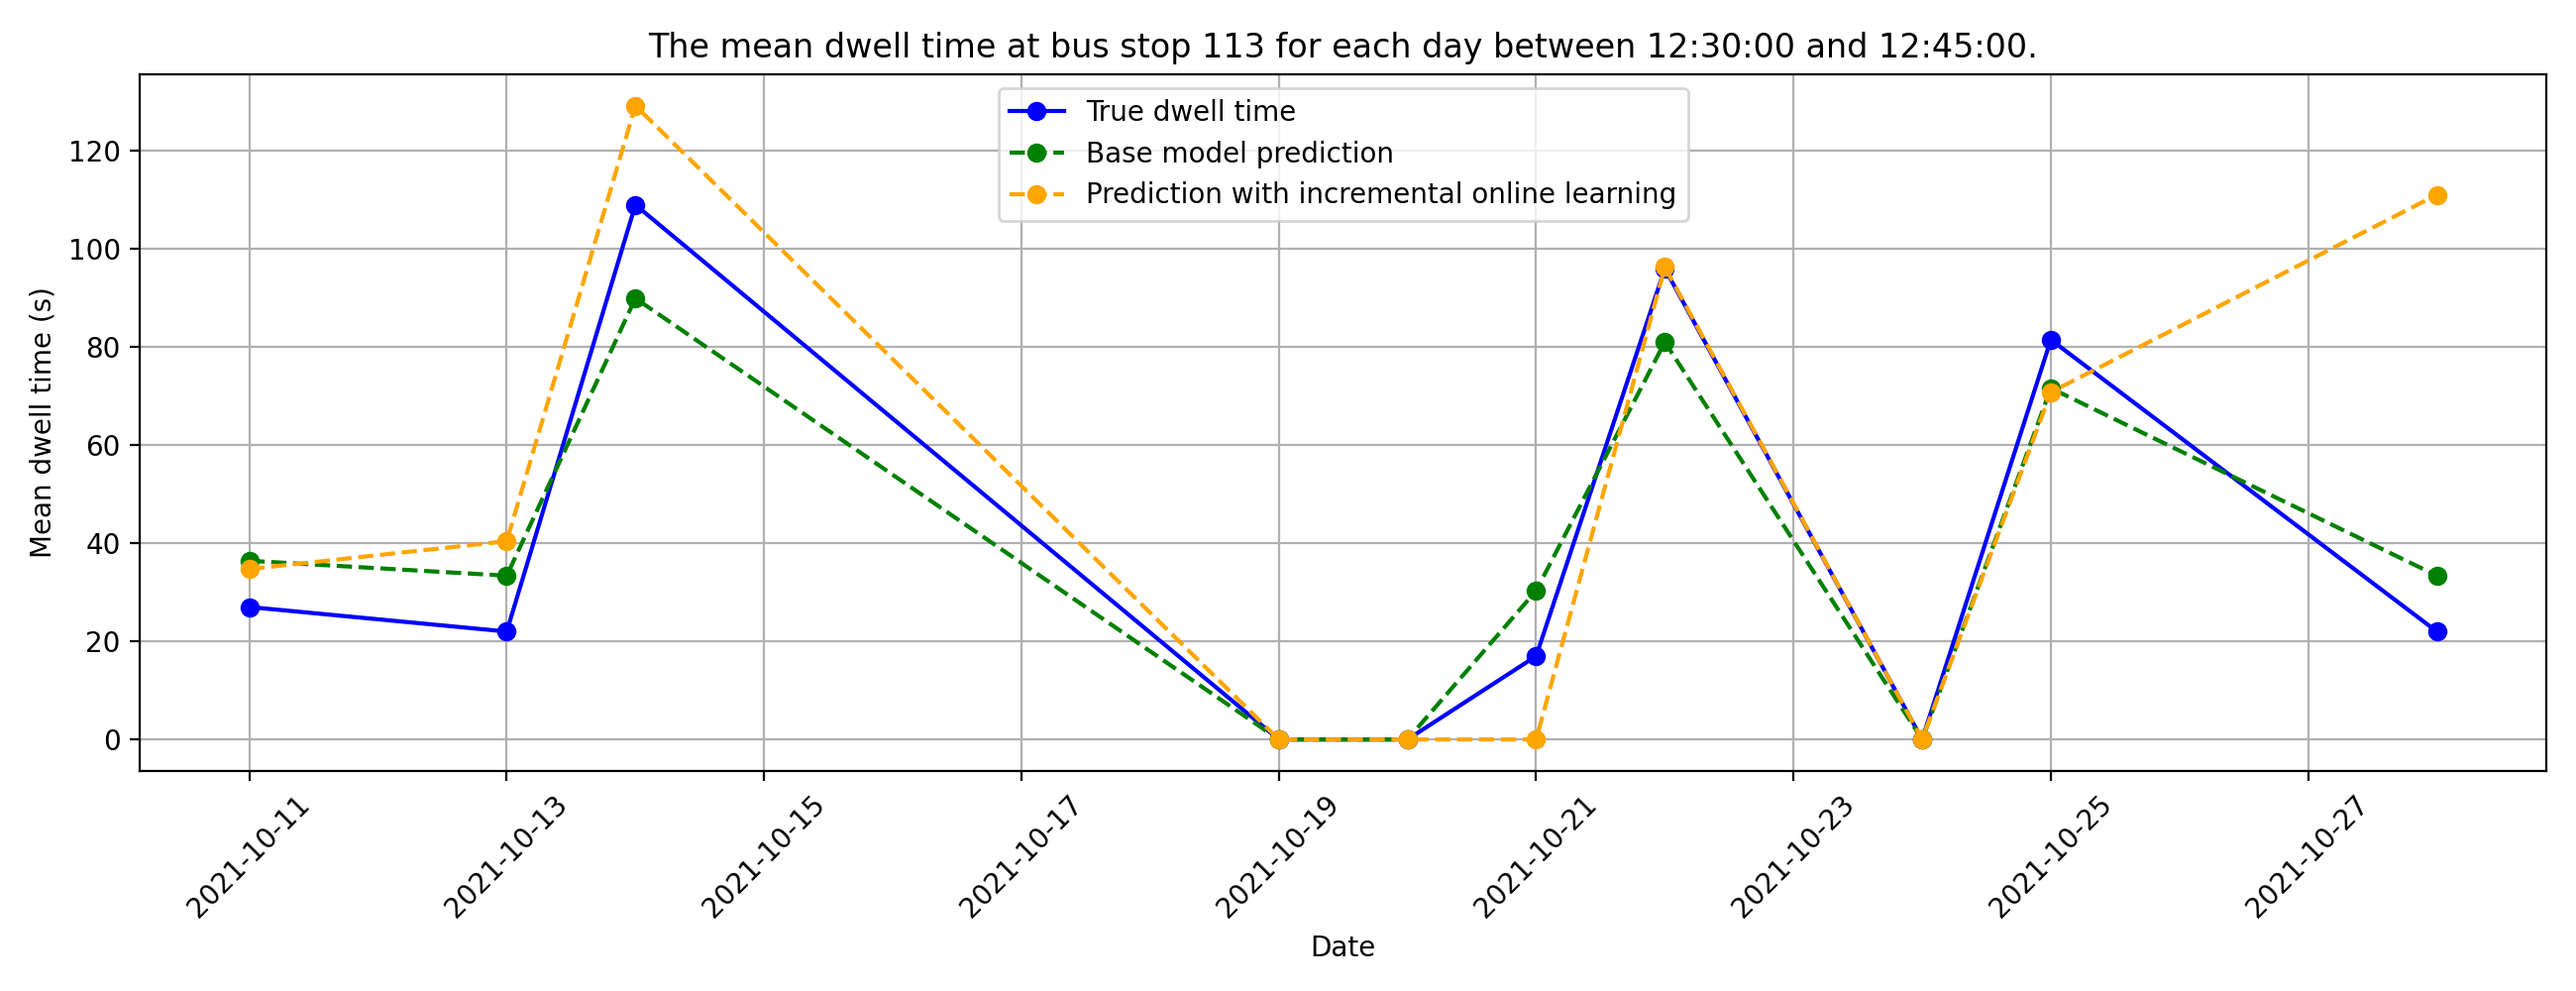 The mean dwell time at bus stop 113 for each day between 12:30:00 and 12:45:00.
True dwell time
Base model prediction
Prediction with incremental online learning
Mean dwell time (s)
120
100
80
60
40
20
0
2021-10-11
2021-10-13
2021-10-15
2021-10-17
2021-10-19
2021-10-21
2021-10-23
2021-10-25
2021-10-27
Date